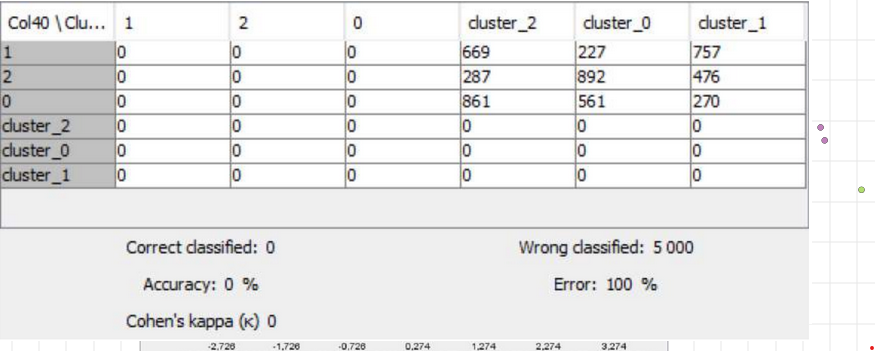 Col40 \ Clu... 1 2 0 cluster_2 cluster_0 cluster_1
1 0 0 0 669 227 757
2 0 0 0 287 892 476
0 0 0 0 861 561 270
cluster_2 0 0 0 0 0 0
cluster_0 0 0 0 0 0 0
cluster_1 0 0 0 0 0 0
Correct classified: 0 Wrong classified: 5 000
Accuracy: 0 % Error: 100 %
Cohen's kappa (κ) 0
-2,726 -1,726 -0,726 0,274 1,274 2,274 3,274